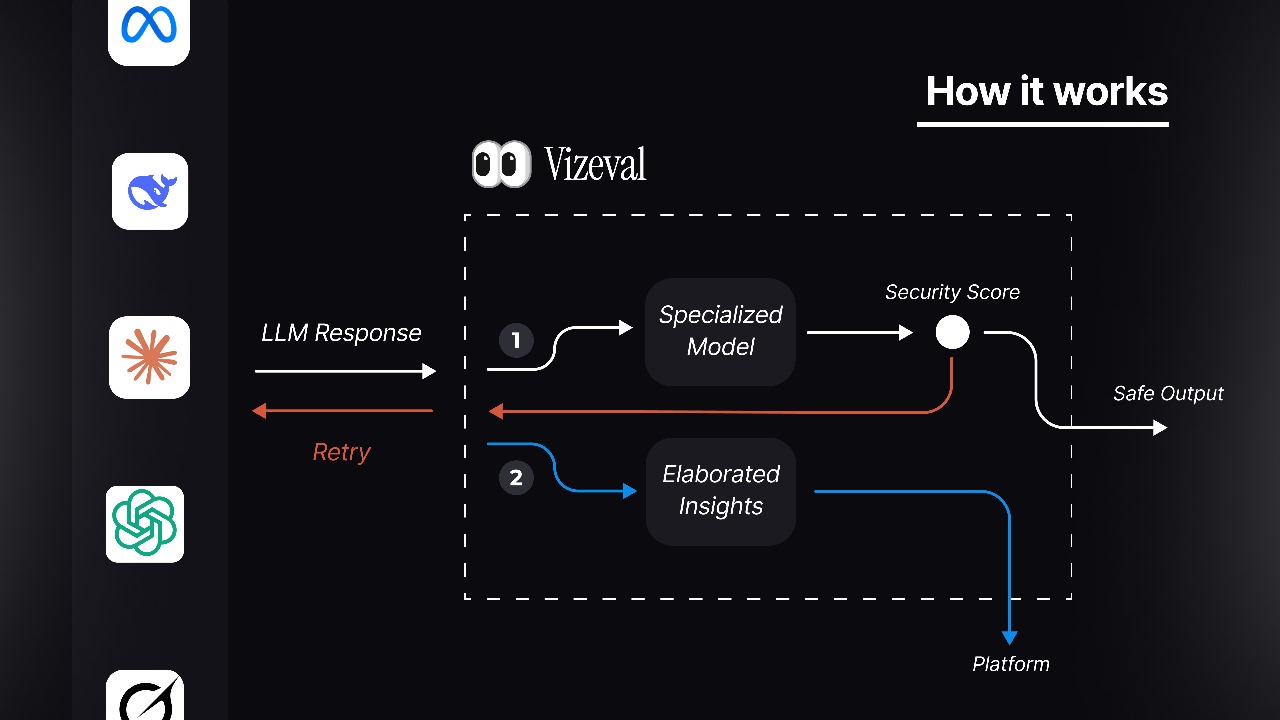 How it works
Vizeval
LLM Response
Retry
1
Specialized
Model
Security Score
Safe Output
2
Elaborated
Insights
Platform